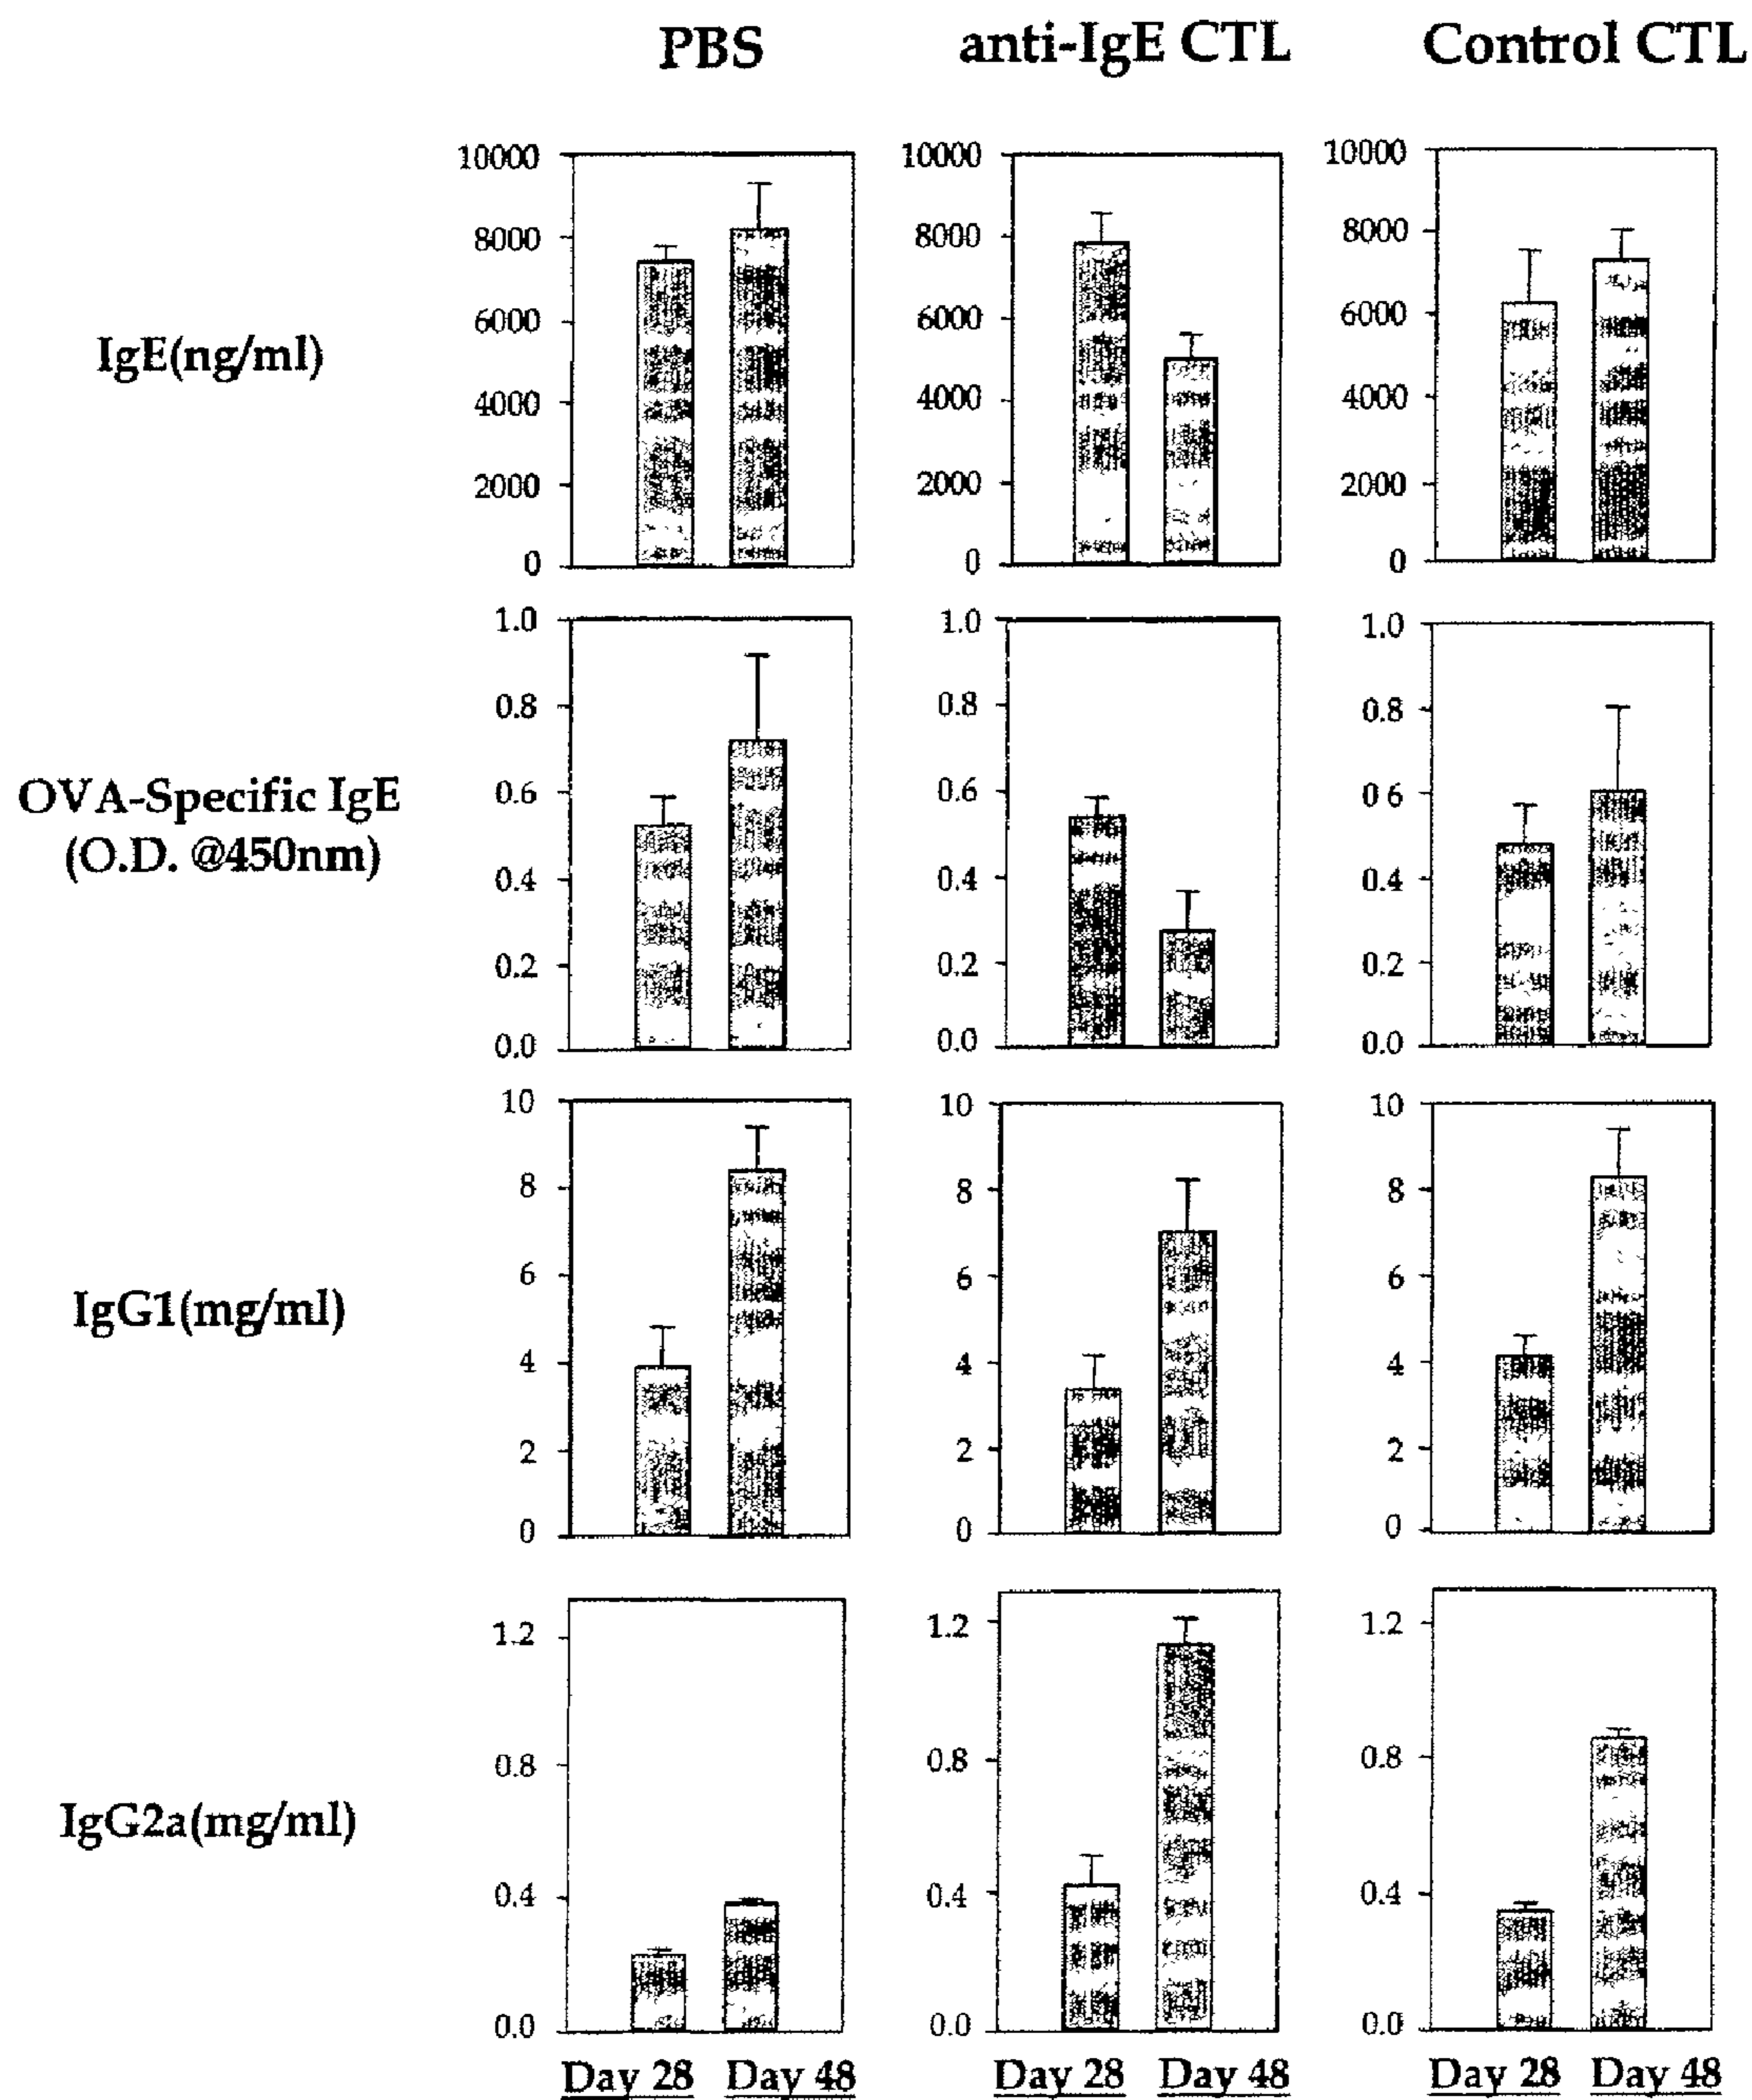 PBS anti-IgE CTL Control CTL
10000 10000 10000
8000 8000 8000
6000 6000 6000
IgE(ng/ml)
4000 4000 4000
2000 2000 2000
0 0 0
1.0 1.0 1.0
0.8 0.8 0.8
OVA-Specific IgE 0.6 0.6 0 6
(O.D. @450nm)
0.4 0.4 0.4
0.2 0.2 0.2
0.0 0.0 0.0
10 10 10
8 8 8
6 6 6
IgG1(mg/ml)
4 4 4
2 2 2
0 0 0
1.2 1.2 1.2
0.8 0.8 0.8
IgG2a(mg/ml)
0.4 0.4 0.4
0.0 0.0 0.0
Day 28 Day 48 Day 28 Day 48 Day 28 Day 48